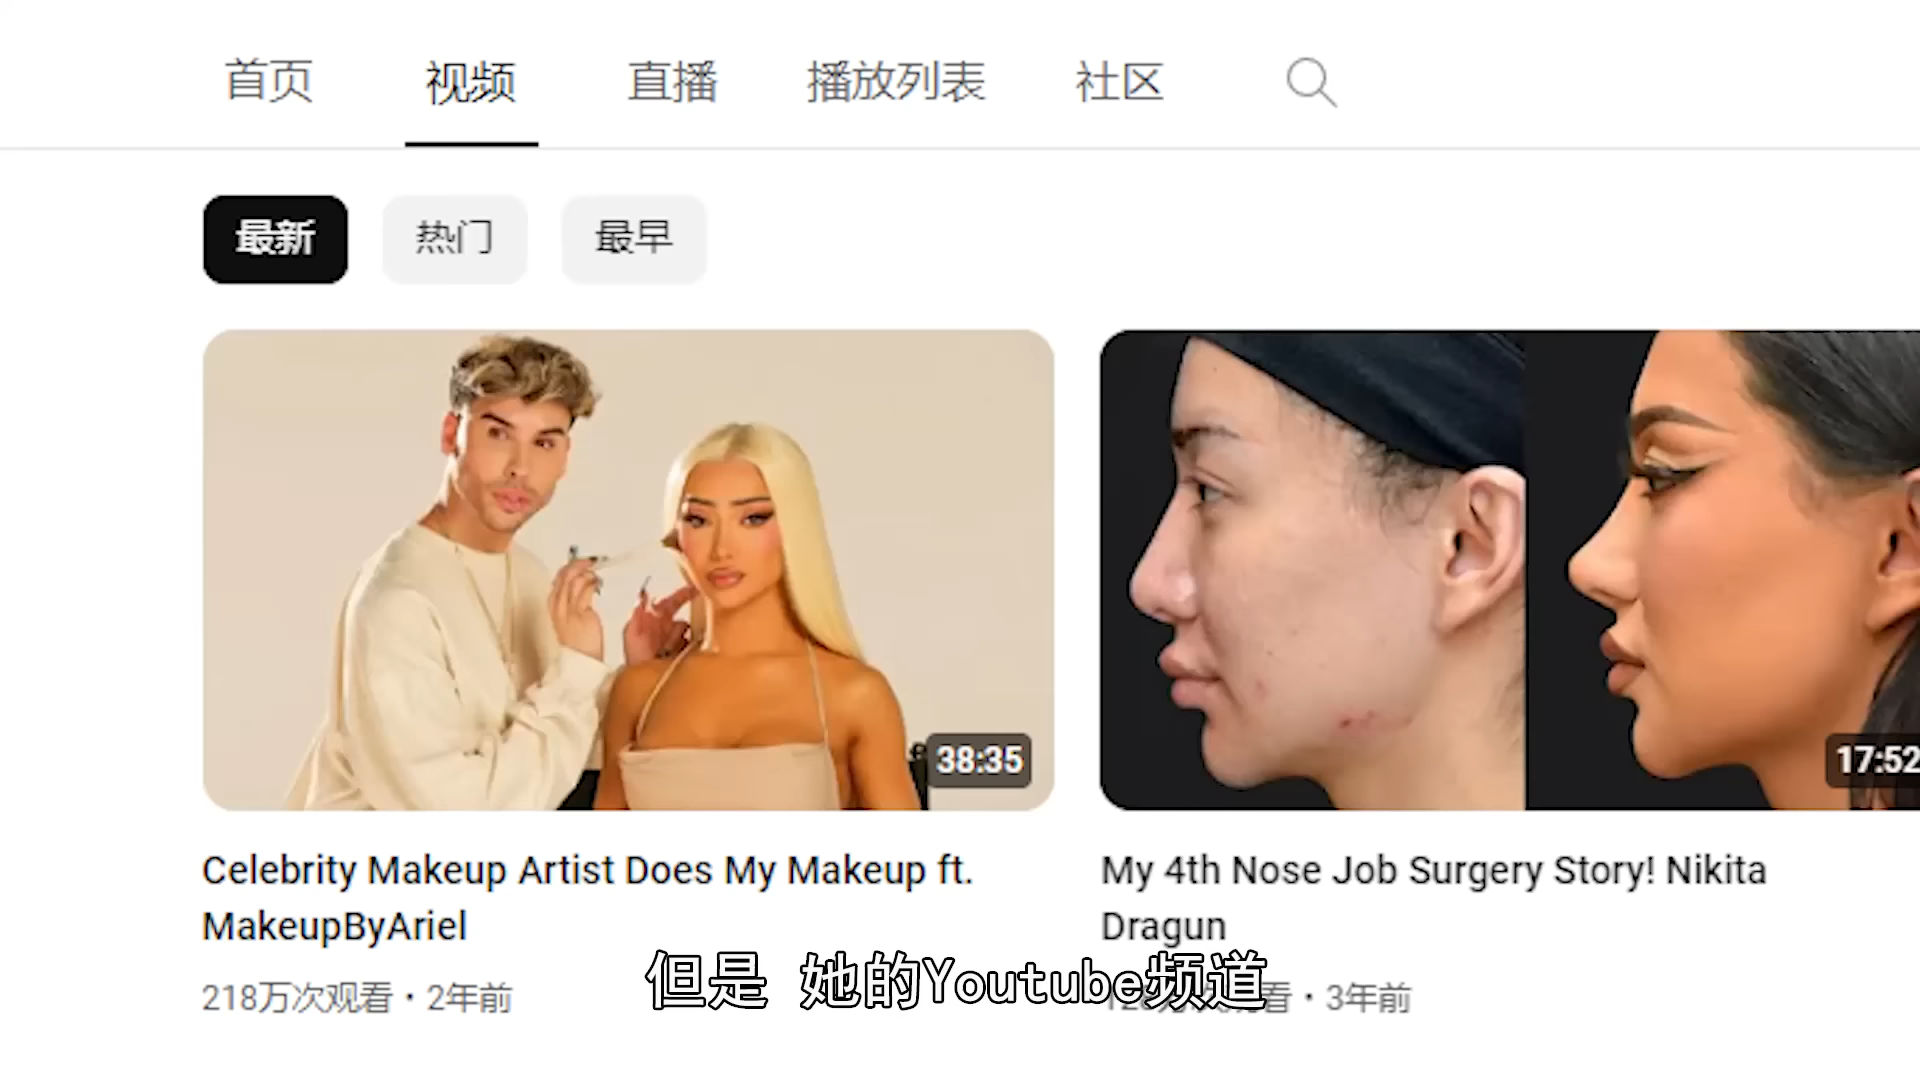 首页 视频 直播 播放列表 社区
最新 热门 最早
38:35
17:52
Celebrity Makeup Artist Does My Makeup ft.
MakeupByAriel
218万次观看・2年前
My 4th Nose Job Surgery Story! Nikita
Dragun
看・3年前
但是 她的Youtube频道